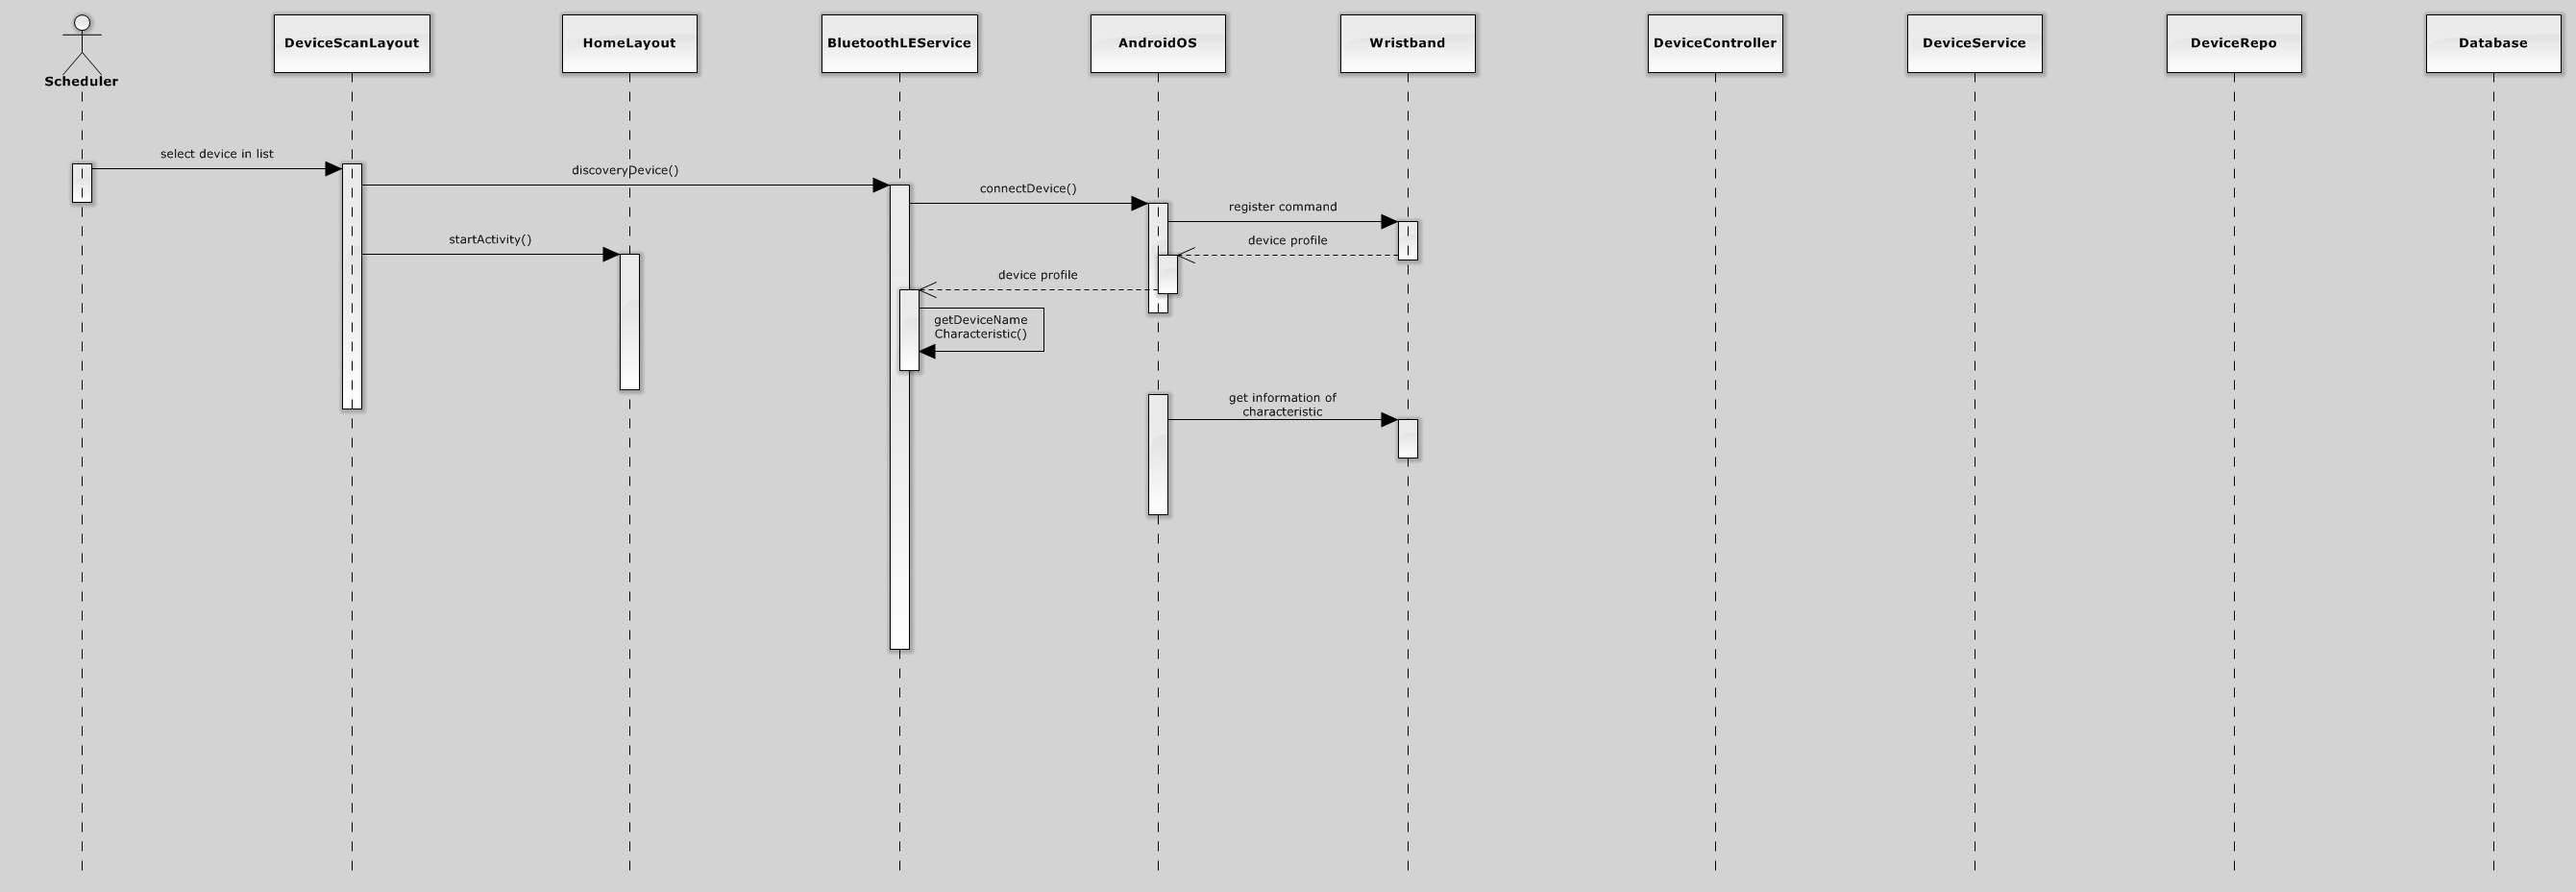 DeviceScanLayout
HomeLayout
BluetoothLEService
AndroidOS
Wristband
DeviceController
DeviceService
DeviceRepo
Database
Scheduler
select device in list
discoveryDevice()
connectDevice()
register command
startActivity()
device profile
device profile
getDeviceName
Characteristic()
get information of
characteristic